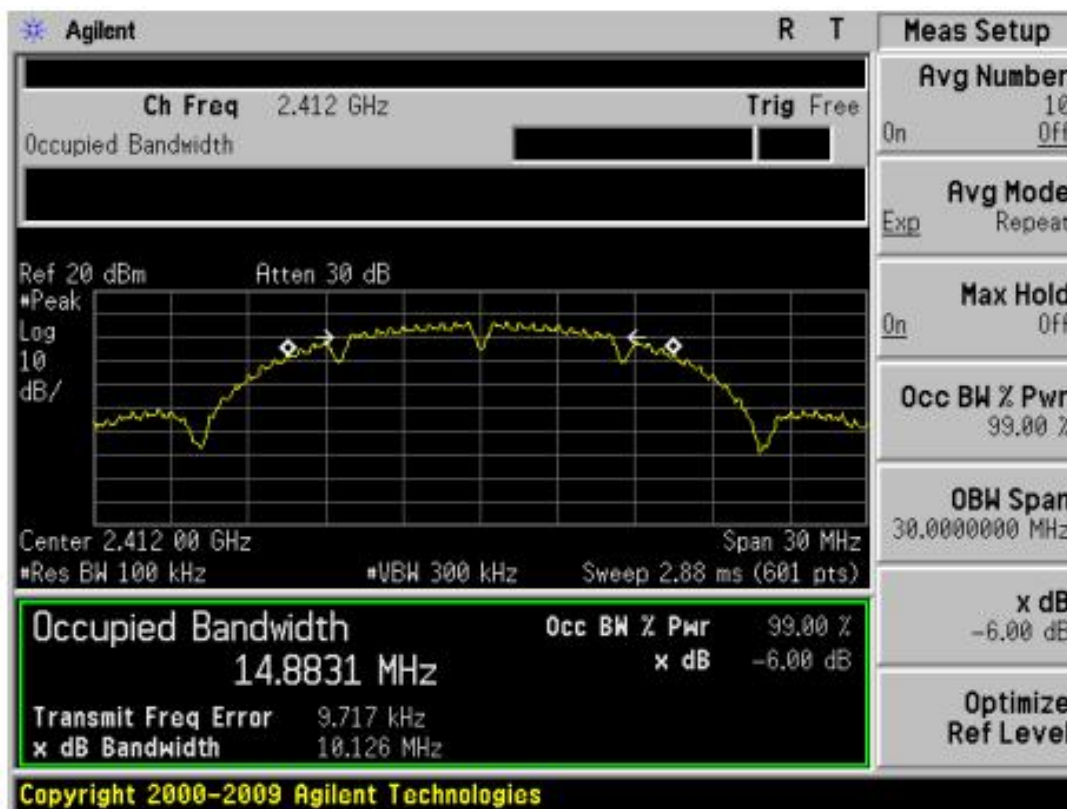 Agilent R T
Ch Freq 2.412 GHz Trig Free
Occupied Bandwidth
Ref 20 dBm Atten 30 dB
#Peak
Log
10
dB/
Center 2.412 00 GHz Span 30 MHz
#Res BW 100 kHz #VBW 300 kHz Sweep 2.88 ms (601 pts)
Occupied Bandwidth Occ BW % Pwr 99.00 %
14.8831 MHz x dB -6.00 dB
Transmit Freq Error 9.717 kHz
x dB Bandwidth 10.126 MHz
Copyright 2000-2009 Agilent Technologies
Meas Setup
Avg Number
10
On Off
Avg Mode
Exp Repeat
Max Hold
On Off
Occ BW % Pwr
99.00 %
OBW Span
30.0000000 MHz
x dB
-6.00 dB
Optimize
Ref Level